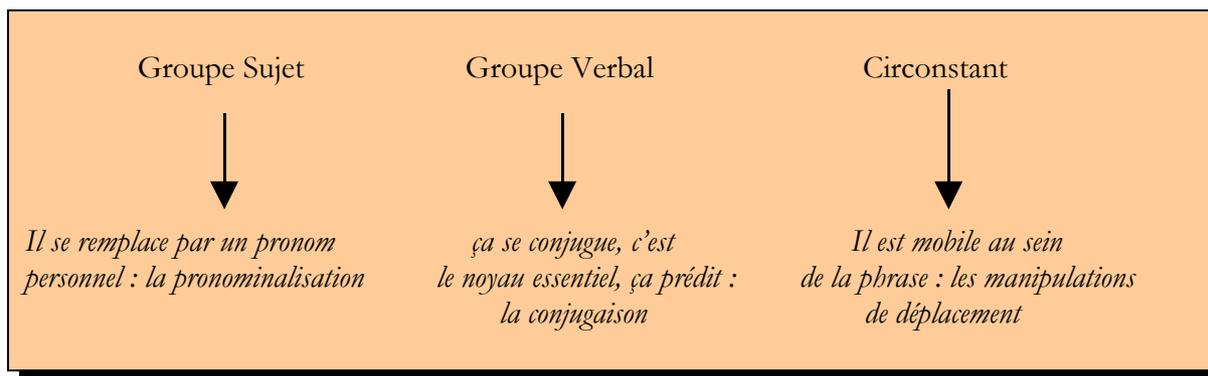 Groupe Sujet
Groupe Verbal
Circonstant
Il se remplace par un pronom
personnel : la pronominalisation
ça se conjugue, c’est
le noyau essentiel, ça prédit :
la conjugaison
Il est mobile au sein
de la phrase : les manipulations
de déplacement